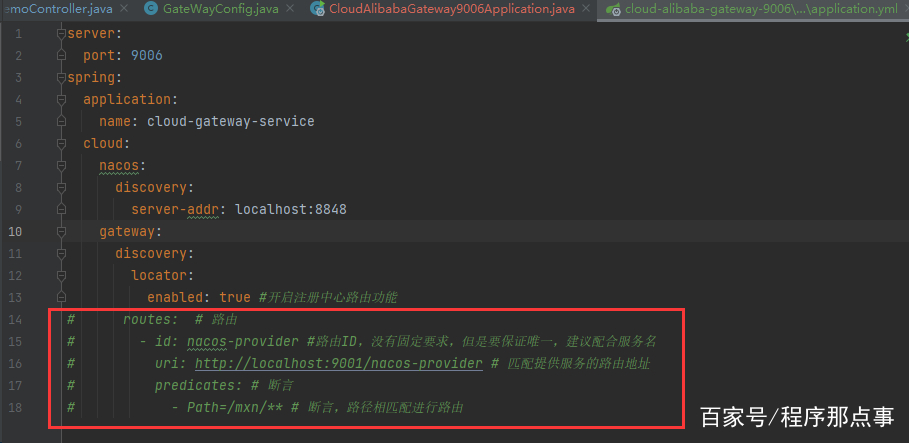 emoController.java GateWayConfig.java CloudAlibabaGateway9006Application.java cloud-alibaba-gateway-9006\...\application.yml
1 server:
2 port: 9006
3 spring:
4 application:
5 name: cloud-gateway-service
6 cloud:
7 nacos:
8 discovery:
9 server-addr: localhost:8848
10 gateway:
11 discovery:
12 locator:
13 enabled: true #开启注册中心路由功能
14 # routes: # 路由
15 # - id: nacos-provider #路由ID，没有固定要求，但是要保证唯一，建议配合服务名
16 # uri: http://localhost:9001/nacos-provider # 匹配提供服务的路由地址
17 # predicates: # 断言
18 # - Path=/mxn/** # 断言，路径相匹配进行路由
百家号/程序那点事